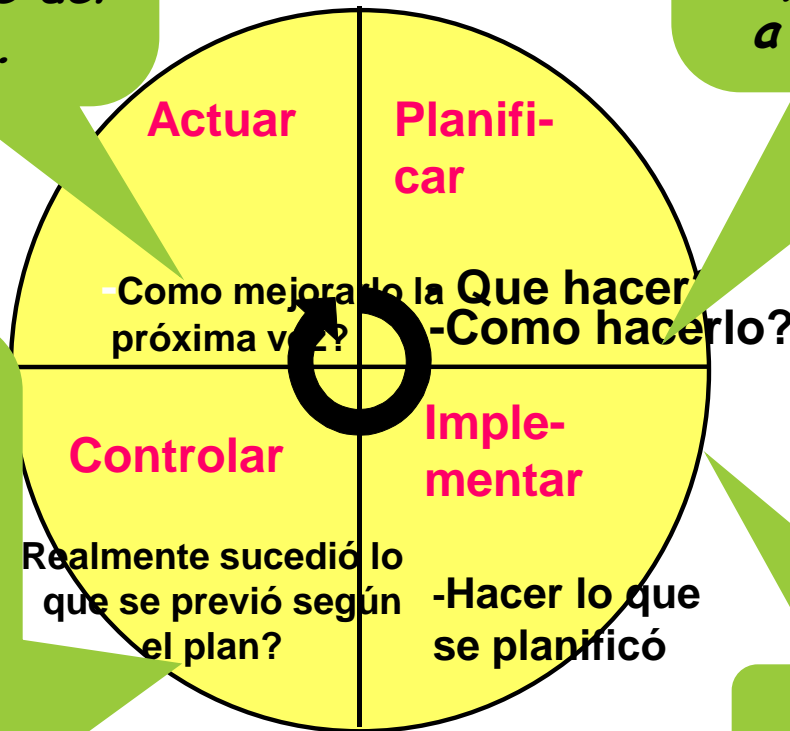 a
Actuar
Planifi-
car
-Como mejorarlo la
próxima vez?
- Que hacer?
-Como hacerlo?
Controlar
Imple-
mentar
Realmente sucedió lo
que se previó según
el plan?
-Hacer lo que
se planificó